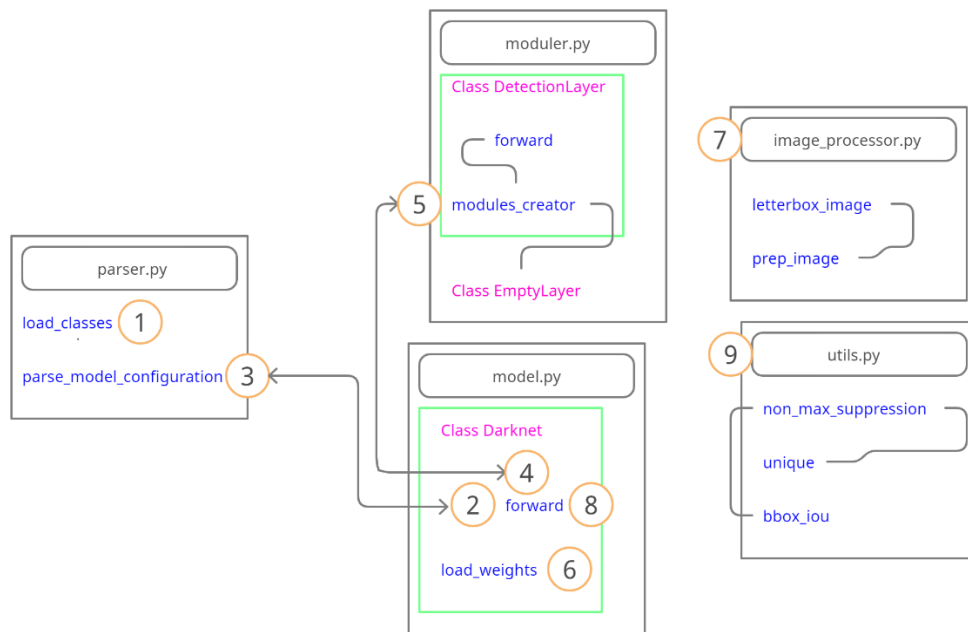 moduler.py
Class DetectionLayer
forward
5
modules_creator
Class EmptyLayer
7
image_processor.py
letterbox_image
prep_image
parser.py
load_classes
1
parse_model_configuration
3
model.py
Class Darknet
4
2
forward
8
load_weights
6
9
utils.py
non_max_suppression
unique
bbox_iou